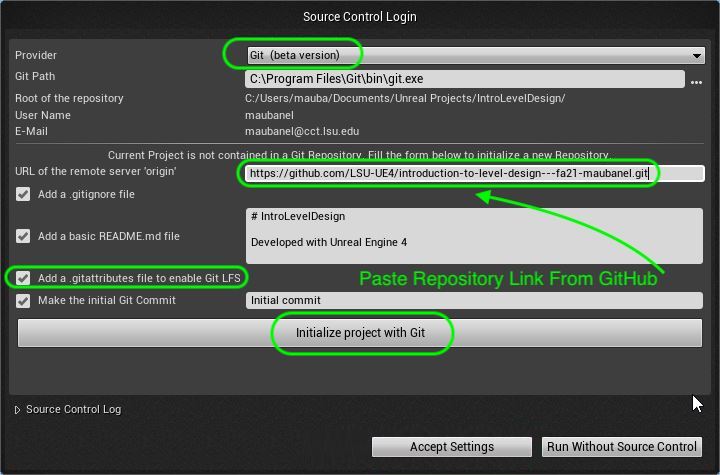 Source Control Login
Provider
Git (beta version)
Git Path
C:\Program Files\Git\bin\git.exe
...
Root of the repository
C:/Users/mauba/Documents/Unreal Projects/IntroLevelDesign/
User Name
maubanel
E-Mail
maubanel@cct.lsu.edu
Current Project is not contained in a Git Repository. Fill the form below to initialize a new Repository.
URL of the remote server 'origin'
https://github.com/LSU-UE4/introduction-to-level-design---fa21-maubanel.git
Add a .gitignore file
Add a basic README.md file
# IntroLevelDesign
Developed with Unreal Engine 4
Add a .gitattributes file to enable Git LFS
Paste Repository Link From GitHub
Make the initial Git Commit
Initial commit
Initialize project with Git
Source Control Log
Accept Settings
Run Without Source Control